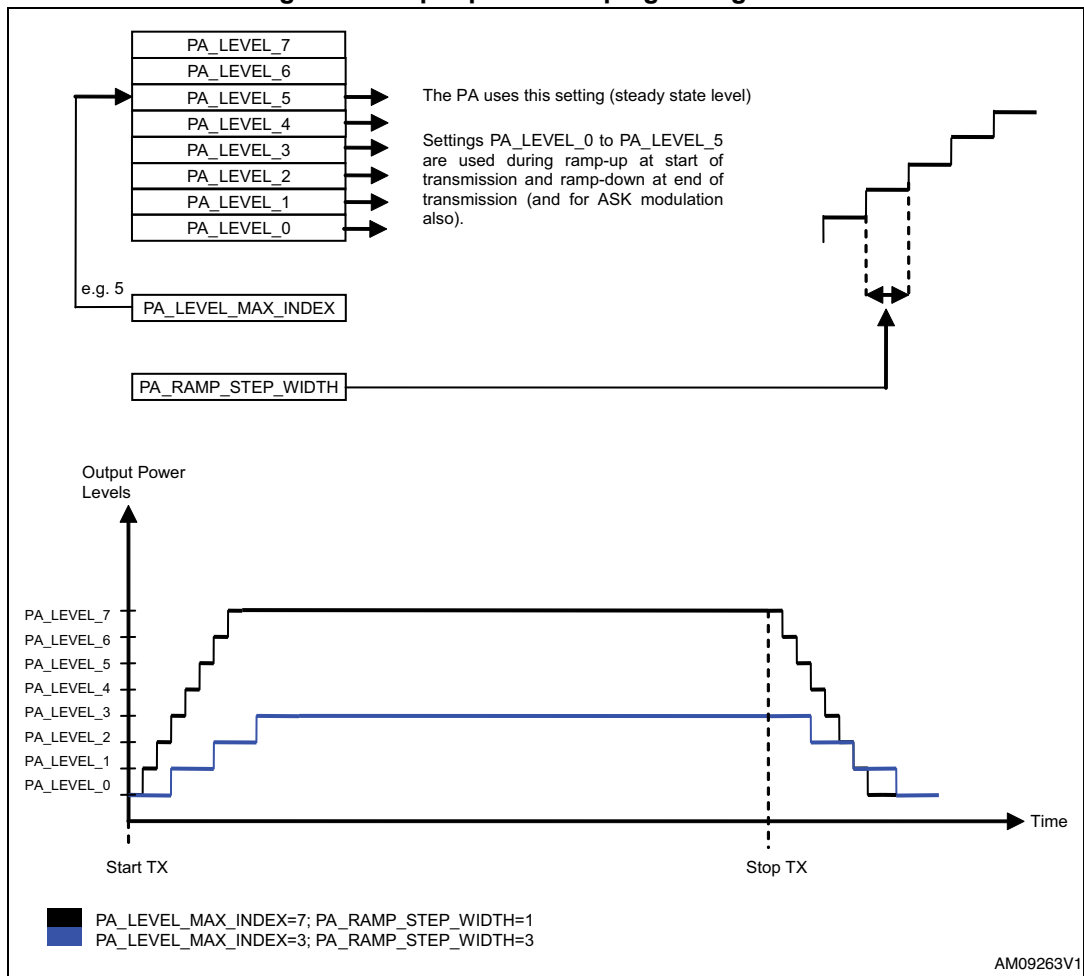 PA_LEVEL_7
PA_LEVEL_6
PA_LEVEL_5
PA_LEVEL_4
PA_LEVEL_3
PA_LEVEL_2
PA_LEVEL_1
PA_LEVEL_0
The PA uses this setting (steady state level)
Settings PA_LEVEL_0 to PA_LEVEL_5
are used during ramp-up at start of
transmission and ramp-down at end of
transmission (and for ASK modulation
also).
e.g. 5
PA_LEVEL_MAX_INDEX
PA_RAMP_STEP_WIDTH
Output Power
Levels
PA_LEVEL_7
PA_LEVEL_6
PA_LEVEL_5
PA_LEVEL_4
PA_LEVEL_3
PA_LEVEL_2
PA_LEVEL_1
PA_LEVEL_0
Time
Start TX
Stop TX
PA_LEVEL_MAX_INDEX=7; PA_RAMP_STEP_WIDTH=1
PA_LEVEL_MAX_INDEX=3; PA_RAMP_STEP_WIDTH=3
AM09263V1